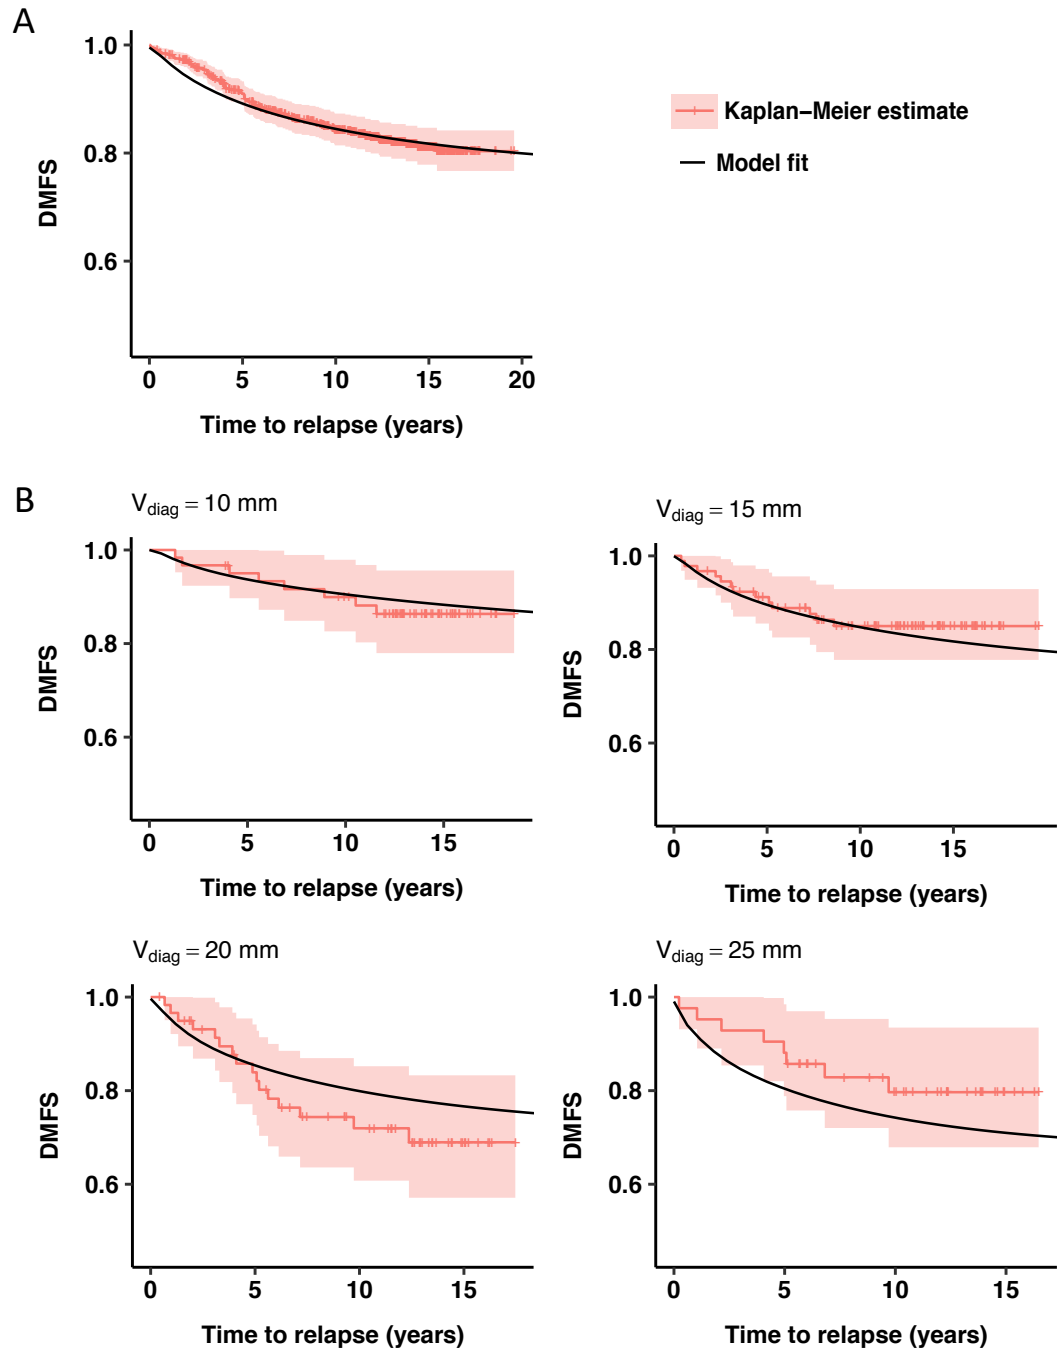 A
1.0
0.8
0.6
DMFS
0 5 10 15 20
Time to relapse (years)
Kaplan−Meier estimate
Model fit
B
Vdiag = 10 mm
1.0
0.8
0.6
DMFS
0 5 10 15
Time to relapse (years)
Vdiag = 15 mm
1.0
0.8
0.6
DMFS
0 5 10 15
Time to relapse (years)
Vdiag = 20 mm
1.0
0.8
0.6
DMFS
0 5 10 15
Time to relapse (years)
Vdiag = 25 mm
1.0
0.8
0.6
DMFS
0 5 10 15
Time to relapse (years)